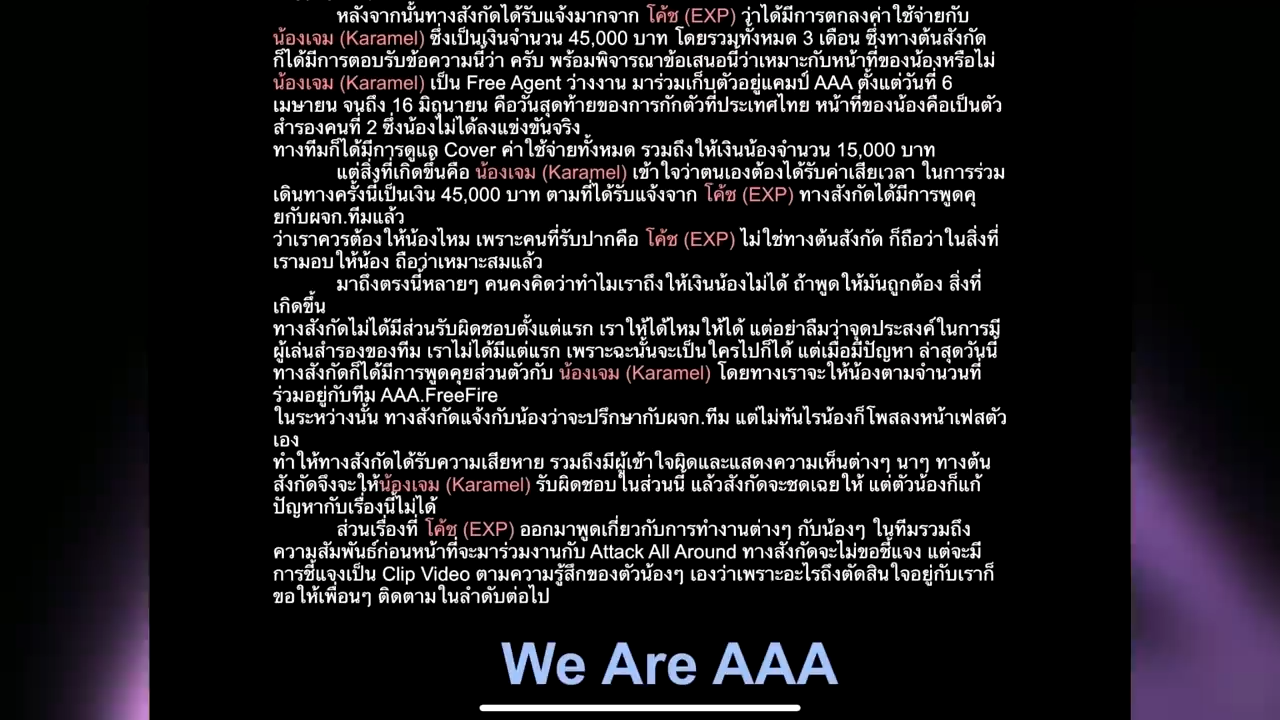 หลังจากนั้นทางสังกัดได้รับแจ้งมากจาก โค้ช (EXP) ว่าได้มีการตกลงค่าใช้จ่ายกับ
น้องเจม (Karamel) ซึ่งเป็นเงินจำนวน 45,000 บาท โดยรวมทั้งหมด 3 เดือน ซึ่งทางต้นสังกัด
ก็ได้มีการตอบรับข้อความนี้ว่า ครับ พร้อมพิจารณาข้อเสนอนี้ว่าเหมาะกับหน้าที่ของน้องหรือไม่
น้องเจม (Karamel) เป็น Free Agent ว่างงาน มาร่วมเก็บตัวอยู่แคมป์ AAA ตั้งแต่วันที่ 6
เมษายน จนถึง 16 มิถุนายน คือวันสุดท้ายของการกักตัวที่ประเทศไทย หน้าที่ของน้องคือเป็นตัว
สำรองคนที่ 2 ซึ่งน้องไม่ได้ลงแข่งขันจริง
ทางทีมก็ได้มีการดูแล Cover ค่าใช้จ่ายทั้งหมด รวมถึงให้เงินน้องจำนวน 15,000 บาท
แต่สิ่งที่เกิดขึ้นคือ น้องเจม (Karamel) เข้าใจว่าตนเองต้องได้รับค่าเสียเวลา ในการร่วม
เดินทางครั้งนี้เป็นเงิน 45,000 บาท ตามที่ได้รับแจ้งจาก โค้ช (EXP) ทางสังกัดได้มีการพูดคุ
ยกับผจก.ทีมแล้ว
ว่าเราควรต้องให้น้องไหม เพราะคนที่รับปากคือ โค้ช (EXP) ไม่ใช่ทางต้นสังกัด ก็ถือว่าในสิ่งที่
เรามอบให้น้อง ถือว่าเหมาะสมแล้ว
มาถึงตรงนี้หลายๆ คนคงคิดว่าทำไมเราถึงให้เงินน้องไม่ได้ ถ้าพูดให้มันถูกต้อง สิ่งที่
เกิดขึ้น
ทางสังกัดไม่ได้มีส่วนรับผิดชอบตั้งแต่แรก เราให้ได้ไหมให้ได้ แต่อย่าลืมว่าจุดประสงค์ในการมี
ผู้เล่นสำรองของทีม เราไม่ได้มีแต่แรก เพราะฉะนั้นจะเป็นใครไปก็ได้ แต่เมื่อมีปัญหา ล่าสุดวันนี้
ทางสังกัดก็ได้มีการพูดคุยส่วนตัวกับ น้องเจม (Karamel) โดยทางเราจะให้น้องตามจำนวนที่
ร่วมอยู่กับทีม AAA.FreeFire
ในระหว่างนั้น ทางสังกัดแจ้งกับน้องว่าจะปรึกษากับผจก.ทีม แต่ไม่ทันไรน้องก็โพสลงหน้าเฟสตัว
เอง
ทำให้ทางสังกัดได้รับความเสียหาย รวมถึงมีผู้เข้าใจผิดและแสดงความเห็นต่างๆ นาๆ ทางต้น
สังกัดจึงจะให้น้องเจม (Karamel) รับผิดชอบในส่วนนี้ แล้วสังกัดจะชดเฉยให้ แต่ตัวน้องก็แก้
ปัญหากับเรื่องนี้ไม่ได้
ส่วนเรื่องที่ โค้ช (EXP) ออกมาพูดเกี่ยวกับการทำงานต่างๆ กับน้องๆ ในทีมรวมถึง
ความสัมพันธ์ก่อนหน้าที่จะมาร่วมงานกับ Attack All Around ทางสังกัดจะไม่ขอชี้แจง แต่จะมี
การชี้แจงเป็น Clip Video ตามความรู้สึกของตัวน้องๆ เองว่าเพราะอะไรถึงตัดสินใจอยู่กับเราก็
ขอให้เพื่อนๆ ติดตามในลำดับต่อไป
We Are AAA